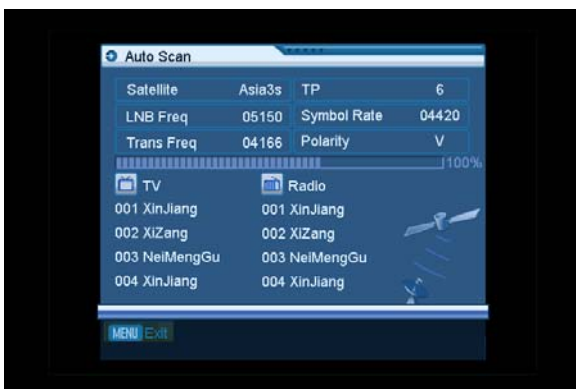 Auto Scan
Satellite Asia3s TP 6
LNB Freq 05150 Symbol Rate 04420
Trans Freq 04166 Polarity V
100%
TV Radio
001 XinJiang 001 XinJiang
002 XiZang 002 XiZang
003 NeiMengGu 003 NeiMengGu
004 XinJiang 004 XinJiang
MENU Exit